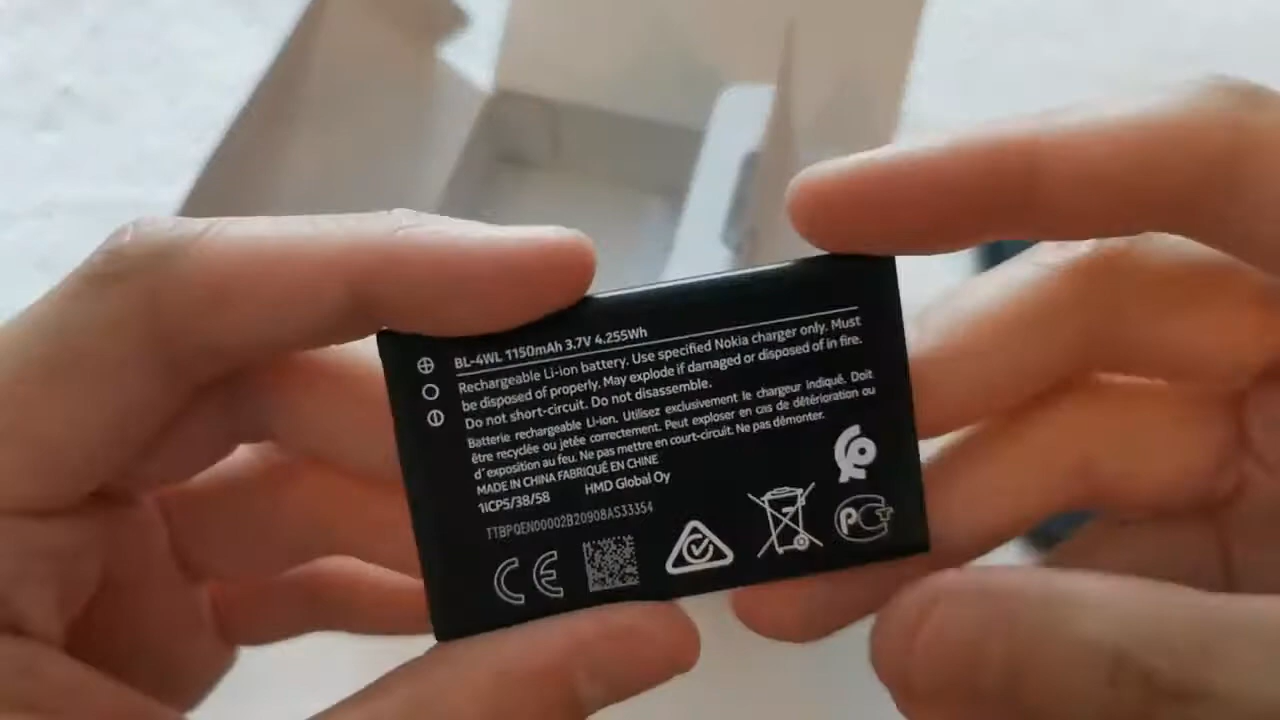 BL-4WL 1150mAh 3.7V 4.255Wh
Rechargeable Li-ion battery. Use specified Nokia charger only. Must
be disposed of properly. May explode if damaged or disposed of in fire.
Do not short-circuit. Do not disassemble.
Batterie rechargeable Li-ion. Utilisez exclusivement le chargeur indiqué. Doit
être recyclée ou jetée correctement. Peut exploser en cas de détérioration ou
d'exposition au feu. Ne pas mettre en court-circuit. Ne pas démonter.
MADE IN CHINA FABRIQUÉ EN CHINE
1ICP5/38/58 HMD Global Oy
TTBPQEN00002B20908AS33354
CE